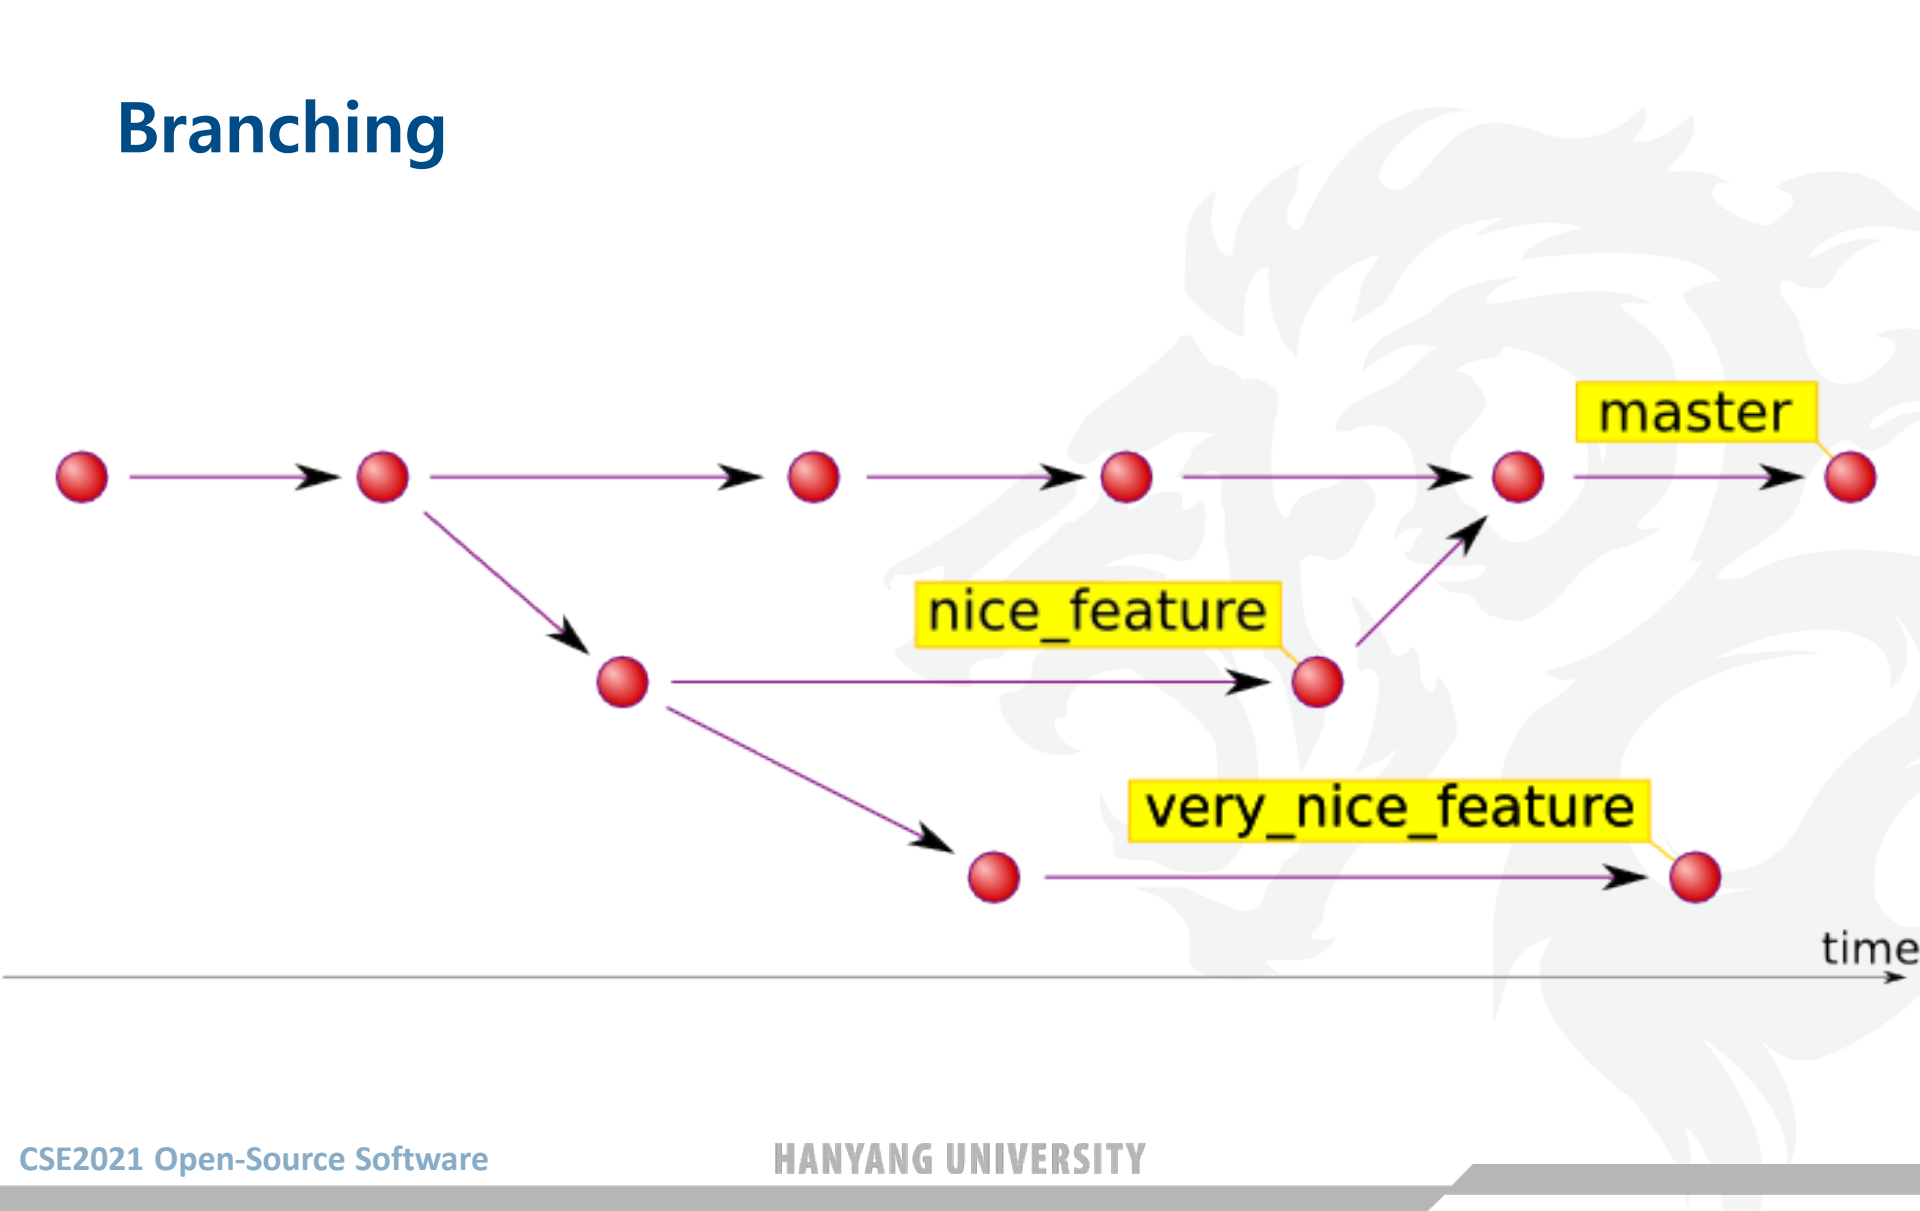 Branching
master
nice_feature
very_nice_feature
time
CSE2021 Open-Source Software
HANYANG UNIVERSITY